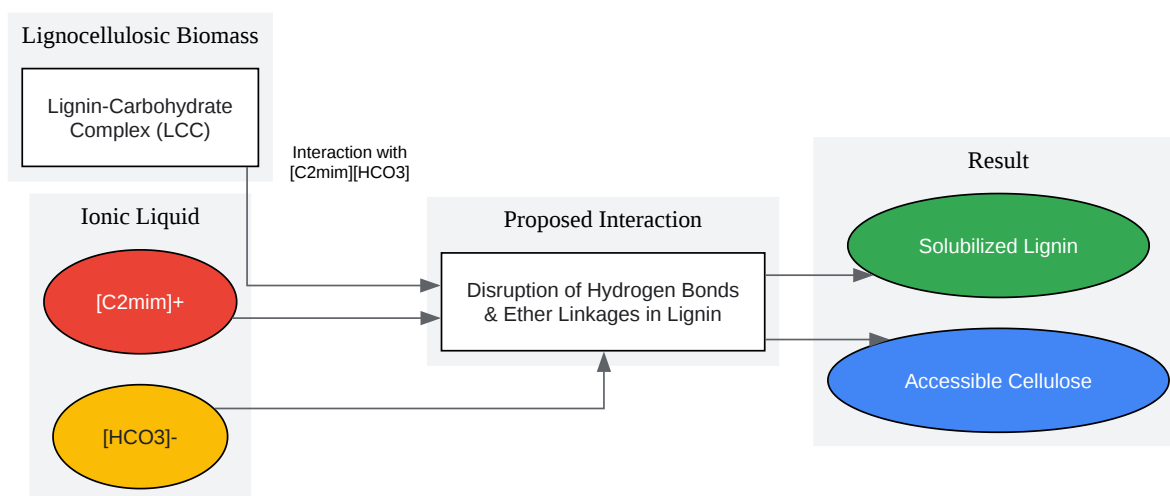 Lignocellulosic Biomass
Lignin-Carbohydrate
Complex (LCC)
Interaction with
[C2mim][HCO3]
Ionic Liquid
[C2mim]+
[HCO3]-
Proposed Interaction
Disruption of Hydrogen Bonds
& Ether Linkages in Lignin
Result
Solubilized Lignin
Accessible Cellulose